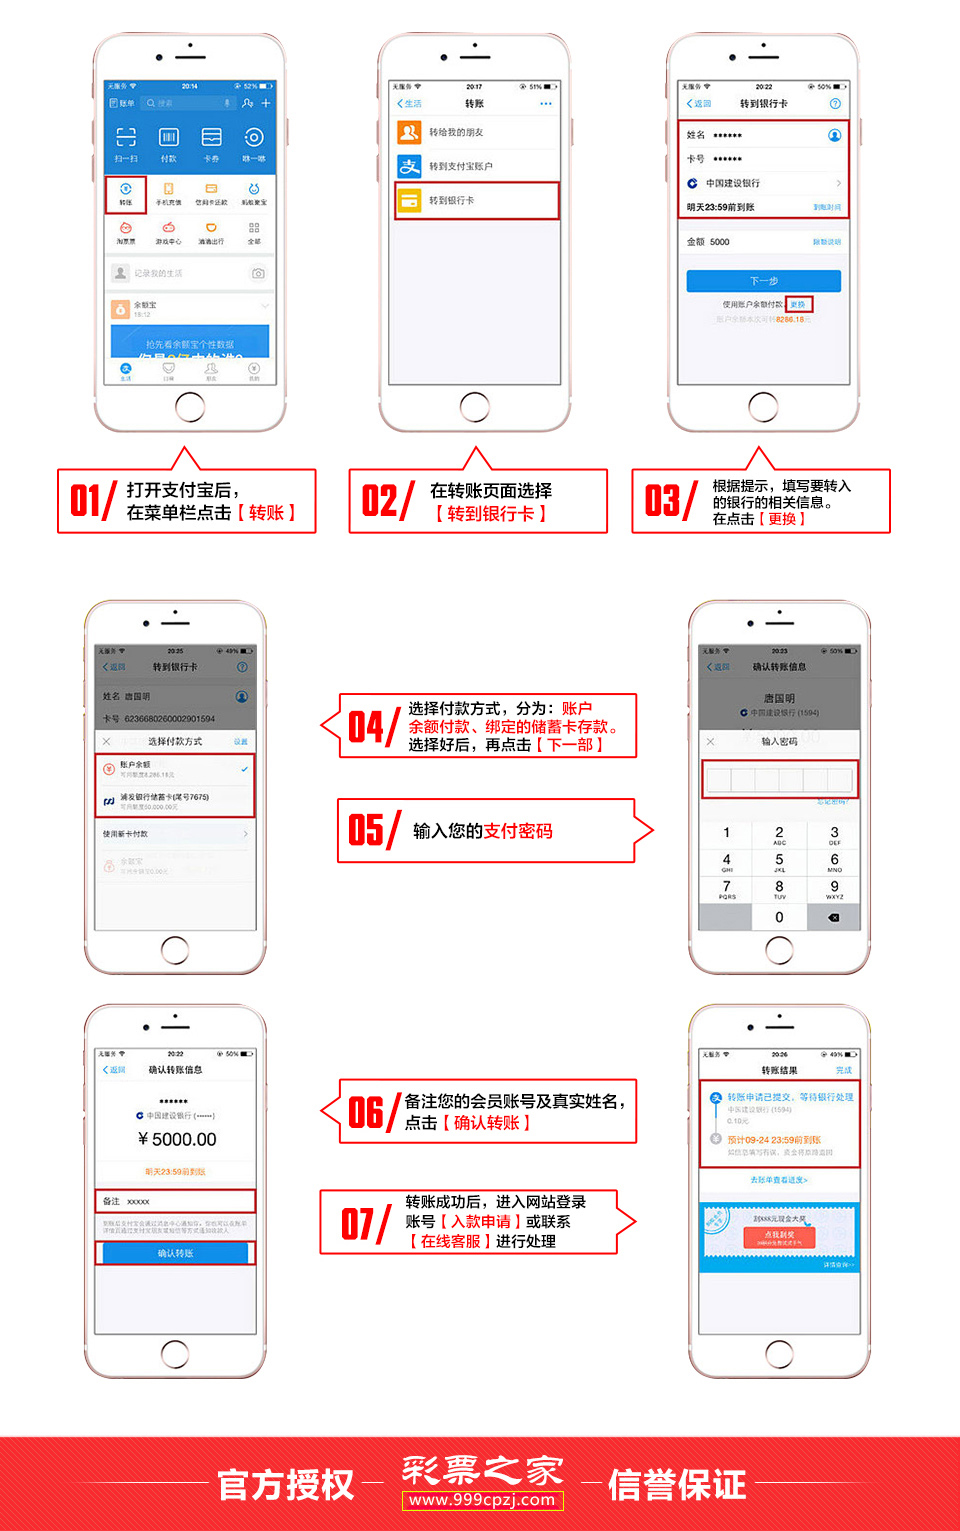 无服务 20:14 52%
账单 搜索
扫一扫 付款 卡券 咻一咻
转账 手机充值 信用卡还款 蚂蚁聚宝
淘票票 游戏中心 滴滴出行 全部
记录我的生活
余额宝
18:12
抢先看余额宝个性数据
生活 口碑 朋友 我的
无服务 20:17 51%
生活 转账
转给我的朋友
转到支付宝账户
转到银行卡
无服务 20:22 50%
返回 转到银行卡
姓名 ******
卡号 ******
中国建设银行
明天23:59前到账 到账时间
金额 5000 限额说明
下一步
使用账户余额付款, 更换
8286.18元
01/ 打开支付宝后，
在菜单栏点击【 转账 】
02/ 在转账页面选择
【 转到银行卡 】
03/ 根据提示，填写要转入
的银行的相关信息。
在点击【 更换 】
无服务 20:25 49%
返回 转到银行卡
姓名 唐国明
卡号 6236680260002901594
选择付款方式 设置
账户余额
可用额度8,286.18元
浦发银行储蓄卡(尾号7675)
可用额度50,000.00元
使用新卡付款
余额宝
04/ 选择付款方式，分为：账户
余额付款、绑定的储蓄卡存款。
选择好后，再点击【 下一部 】
05/ 输入您的支付密码
无服务 20:23 50%
返回 确认转账信息
唐国明
中国建设银行 (1594)
输入密码
忘记密码?
1 2 3
ABC DEF
4 5 6
GHI JKL MNO
7 8 9
PQRS TUV WXYZ
0
无服务 20:22 50%
返回 确认转账信息
******
中国建设银行 (******)
￥5000.00
明天23:59前到账
备注 xxxxx
确认转账
06/ 备注您的会员账号及真实姓名，
点击【 确认转账 】
07/ 转账成功后，进入网站登录
账号【 入款申请 】或联系
【 在线客服 】进行处理
无服务 20:26 49%
转账结果 完成
转账申请已提交，等待银行处理
中国建设银行 (1594)
0.10元
预计09-24 23:59前到账
如信息填写有误，资金将原路退回
去账单查看进度>
刮888元现金大奖
点我刮奖
详情查询>>
官方授权 彩票之家 信誉保证
www.999cpzj.com